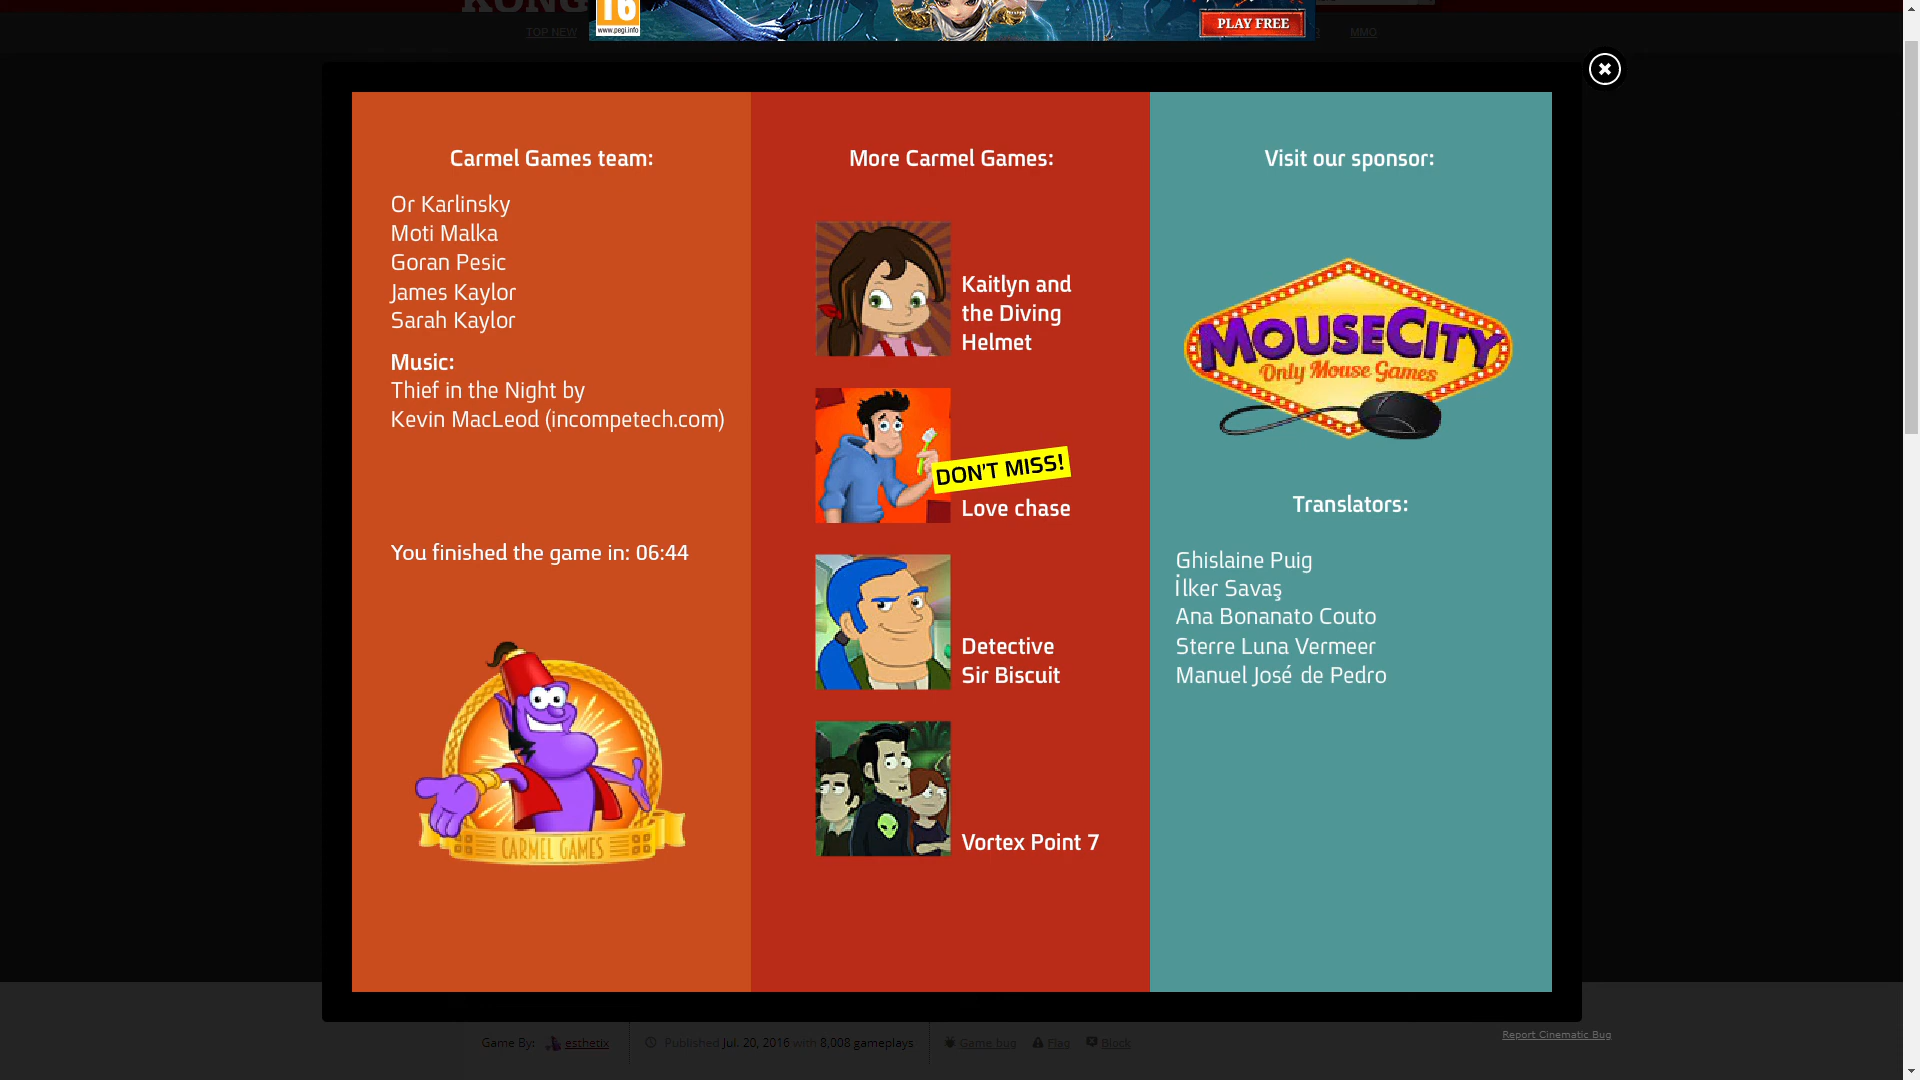 KONG
16
www.pegi.info
PLAY FREE
TOP NEW
MMO
Carmel Games team:
Or Karlinsky
Moti Malka
Goran Pesic
James Kaylor
Sarah Kaylor
Music:
Thief in the Night by
Kevin MacLeod (incompetech.com)
You finished the game in: 06:44
CARMEL GAMES
More Carmel Games:
Kaitlyn and
the Diving
Helmet
DON'T MISS!
Love chase
Detective
Sir Biscuit
Vortex Point 7
Visit our sponsor:
MOUSECITY
Only Mouse Games
Translators:
Ghislaine Puig
İlker Savaş
Ana Bonanato Couto
Sterre Luna Vermeer
Manuel José de Pedro
Report Cinematic Bug
Game By: esthetix
Published Jul. 20, 2016 with 8,008 gameplays
Game bug
Flag
Block